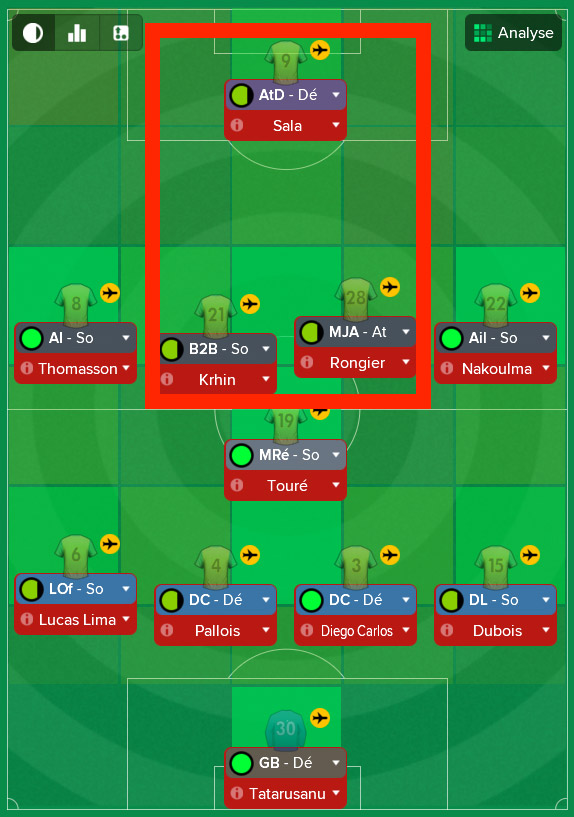 Analyse
9
AtD - Dé
Sala
8
21
28
22
AI - So
Thomasson
B2B - So
Krhin
MJA - At
Rongier
Ail - So
Nakoulma
19
MRé - So
Touré
6
4
3
15
LOf - So
Lucas Lima
DC - Dé
Pallois
DC - Dé
Diego Carlos
DL - So
Dubois
30
GB - Dé
Tatarusanu